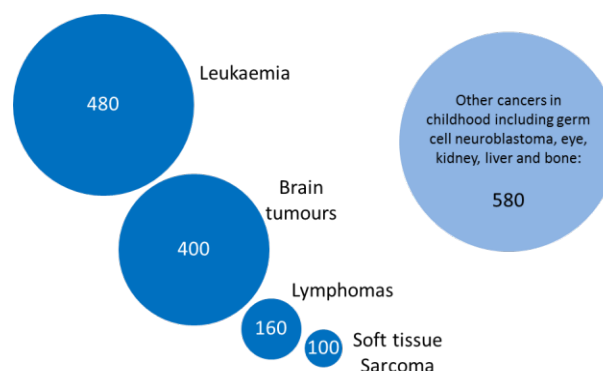 Leukaemia
480
Other cancers in
childhood including germ
cell neuroblastoma, eye,
kidney, liver and bone:
580
Brain
tumours
400
Lymphomas
160
100
Soft tissue
Sarcoma